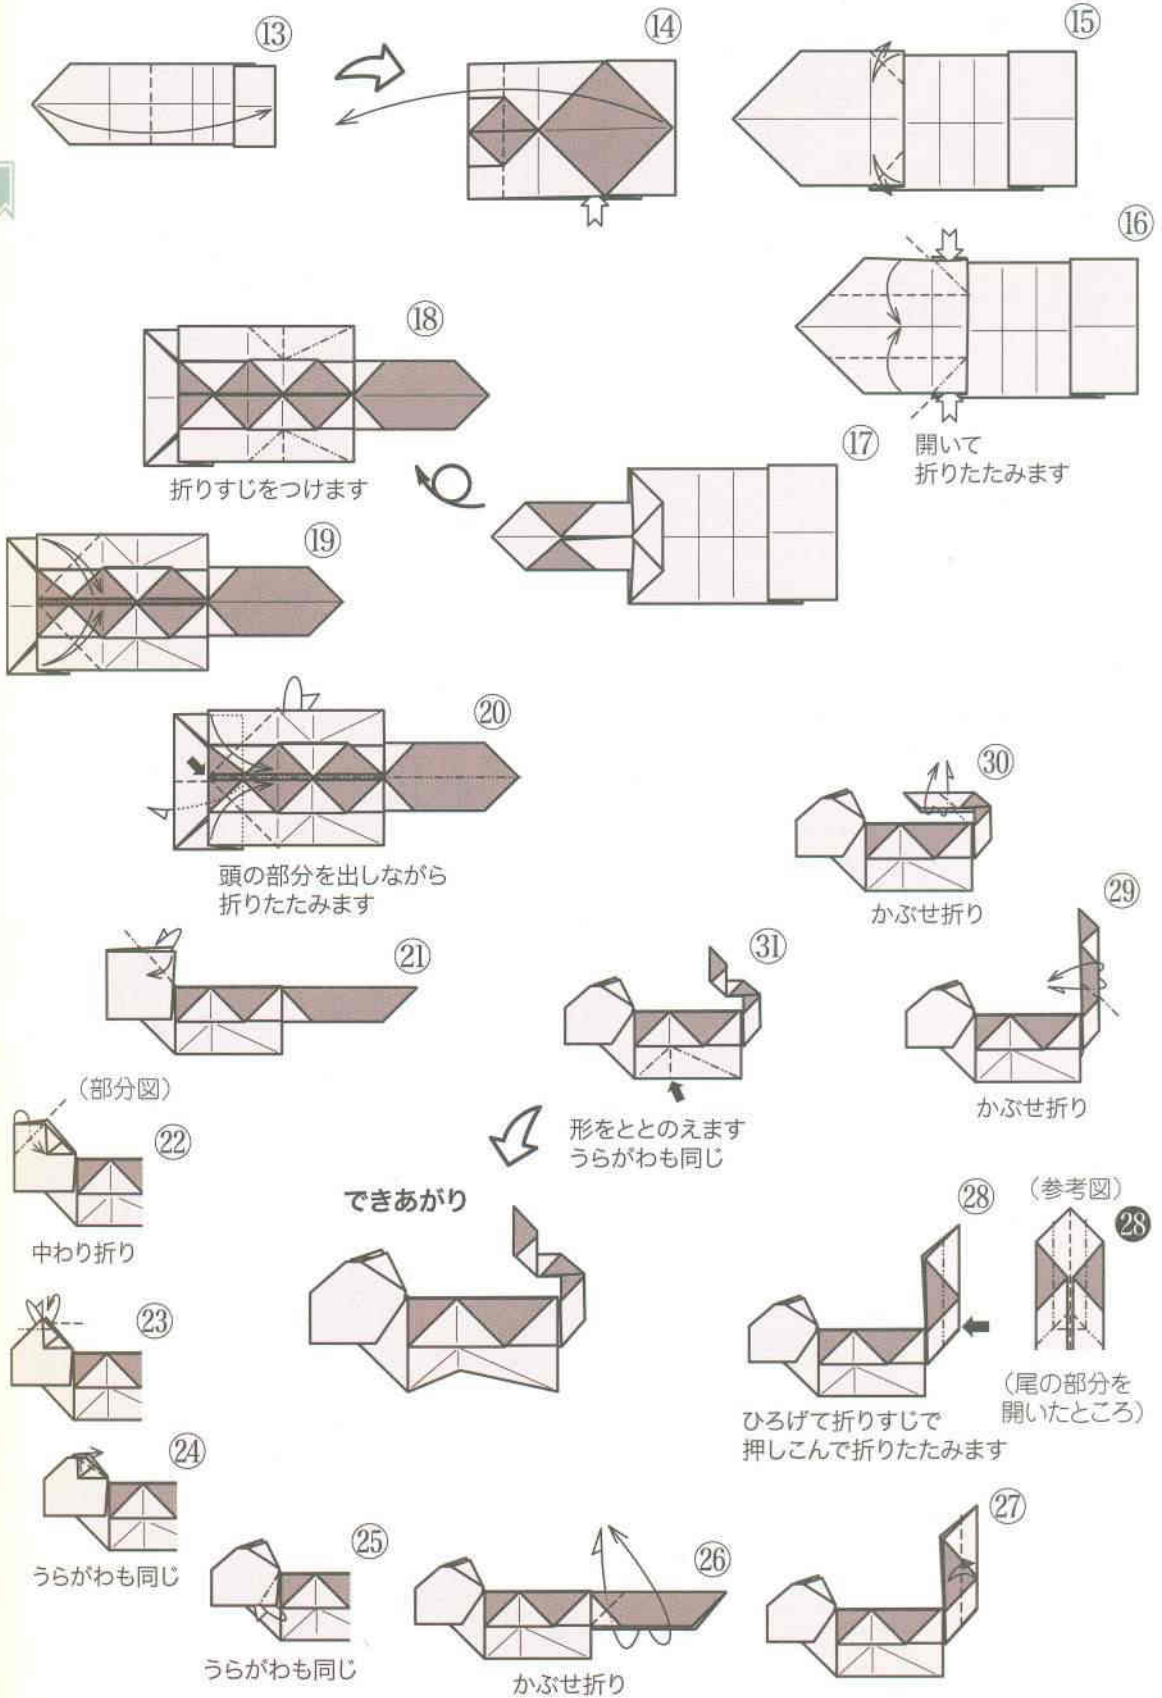 ⑬
⑭
⑮
⑯
開いて
折りたたみます
⑰
⑱
折りすじをつけます
⑲
⑳
頭の部分を出しながら
折りたたみます
㉑
（部分図）
㉒
中わり折り
㉓
㉔
うらがわも同じ
㉕
うらがわも同じ
㉖
かぶせ折り
㉗
㉘
ひろげて折りすじで
押しこんで折りたたみます
（参考図）
28
（尾の部分を
開いたところ）
㉙
かぶせ折り
㉚
かぶせ折り
㉛
形をととのえます
うらがわも同じ
できあがり